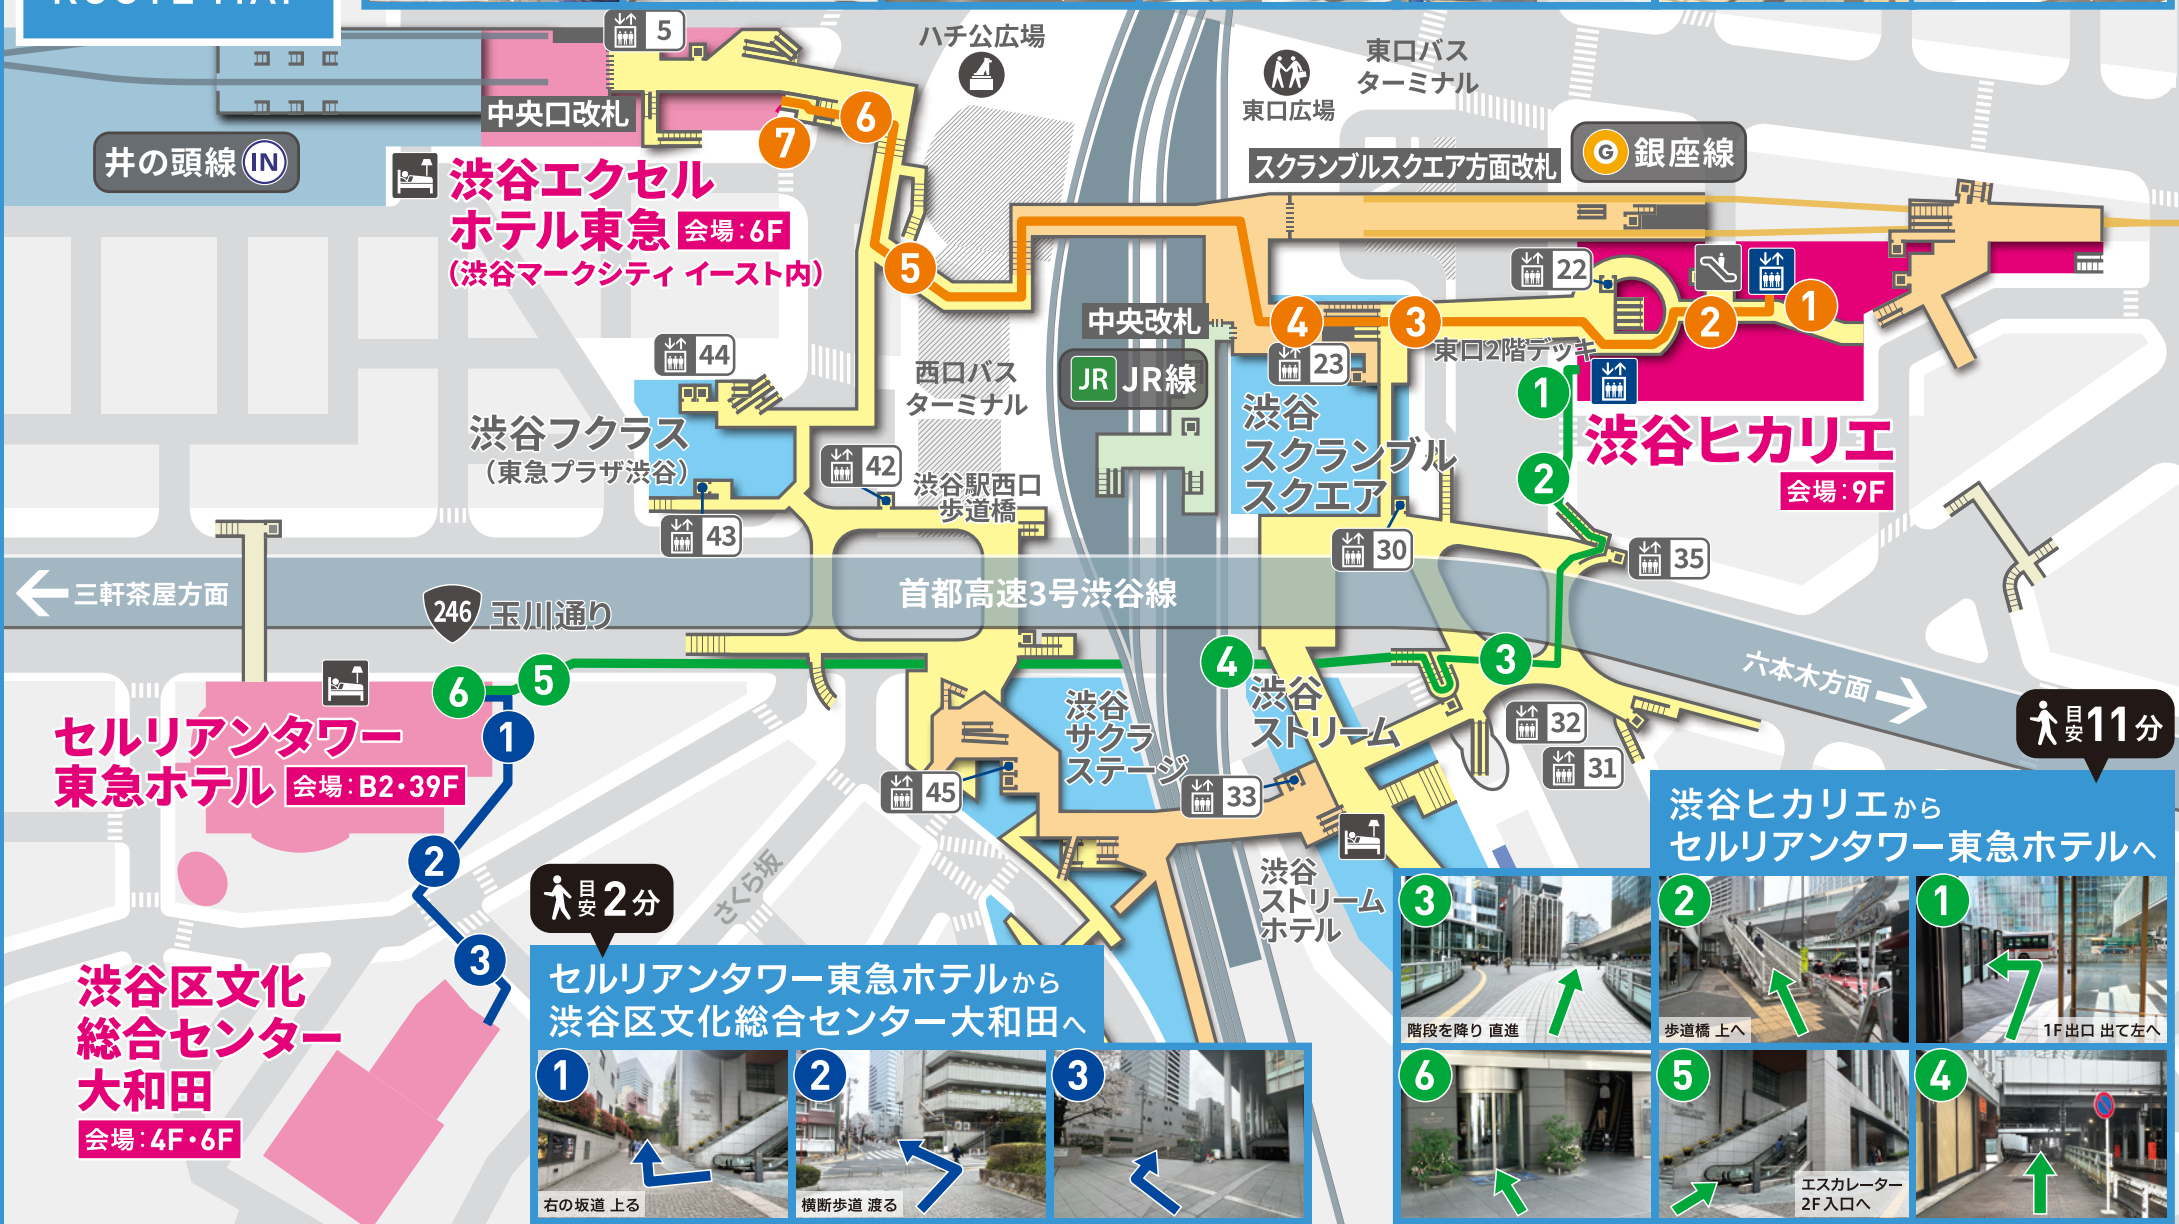 ROUTE MAP
5
ハチ公広場
東口広場
東口バス
ターミナル
中央口改札
井の頭線 IN
6
7
渋谷エクセル
ホテル東急 会場:6F
(渋谷マークシティ イースト内)
スクランブルスクエア方面改札
G 銀座線
5
22
1
2
3
4
中央改札
JR JR線
23
東口2階デッキ
44
西口バス
ターミナル
1
渋谷フクラス
(東急プラザ渋谷)
42
渋谷駅西口
歩道橋
渋谷
スクランブル
スクエア
2
渋谷ヒカリエ
会場:9F
43
30
35
三軒茶屋方面
246 玉川通り
首都高速3号渋谷線
六本木方面
6
5
4
3
セルリアンタワー
東急ホテル 会場:B2・39F
1
2
3
渋谷
サクラ
ステージ
渋谷
ストリーム
32
31
45
33
さくら坂
渋谷
ストリーム
ホテル
渋谷区文化
総合センター
大和田
会場:4F・6F
目安2分
セルリアンタワー東急ホテルから
渋谷区文化総合センター大和田へ
1
右の坂道 上る
2
横断歩道 渡る
3
目安11分
渋谷ヒカリエから
セルリアンタワー東急ホテルへ
3
階段を降り 直進
2
歩道橋 上へ
1
1F出口 出て左へ
6
5
エスカレーター
2F入口へ
4